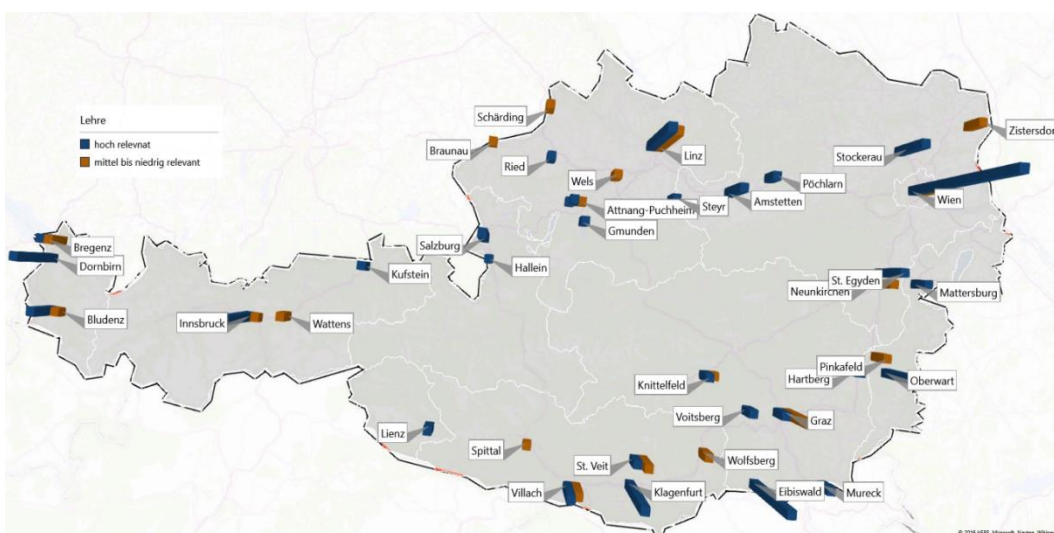 Lehre
hoch relevnat
mittel bis niedrig relevant
Schärding
Zistersdorf
Braunau
Ried
Linz
Stockerau
Wels
Pöchlarn
Amstetten
Steyr
Wien
Attnang-Puchheim
Gmunden
Salzburg
Bregenz
Dornbirn
Hallein
Kufstein
St. Egyden
Neunkirchen
Mattersburg
Bludenz
Innsbruck
Wattens
Pinkafeld
Hartberg
Oberwart
Knittelfeld
Voitsberg
Graz
Lienz
Spittal
St. Veit
Wolfsberg
Villach
Klagenfurt
Eibiswald
Mureck